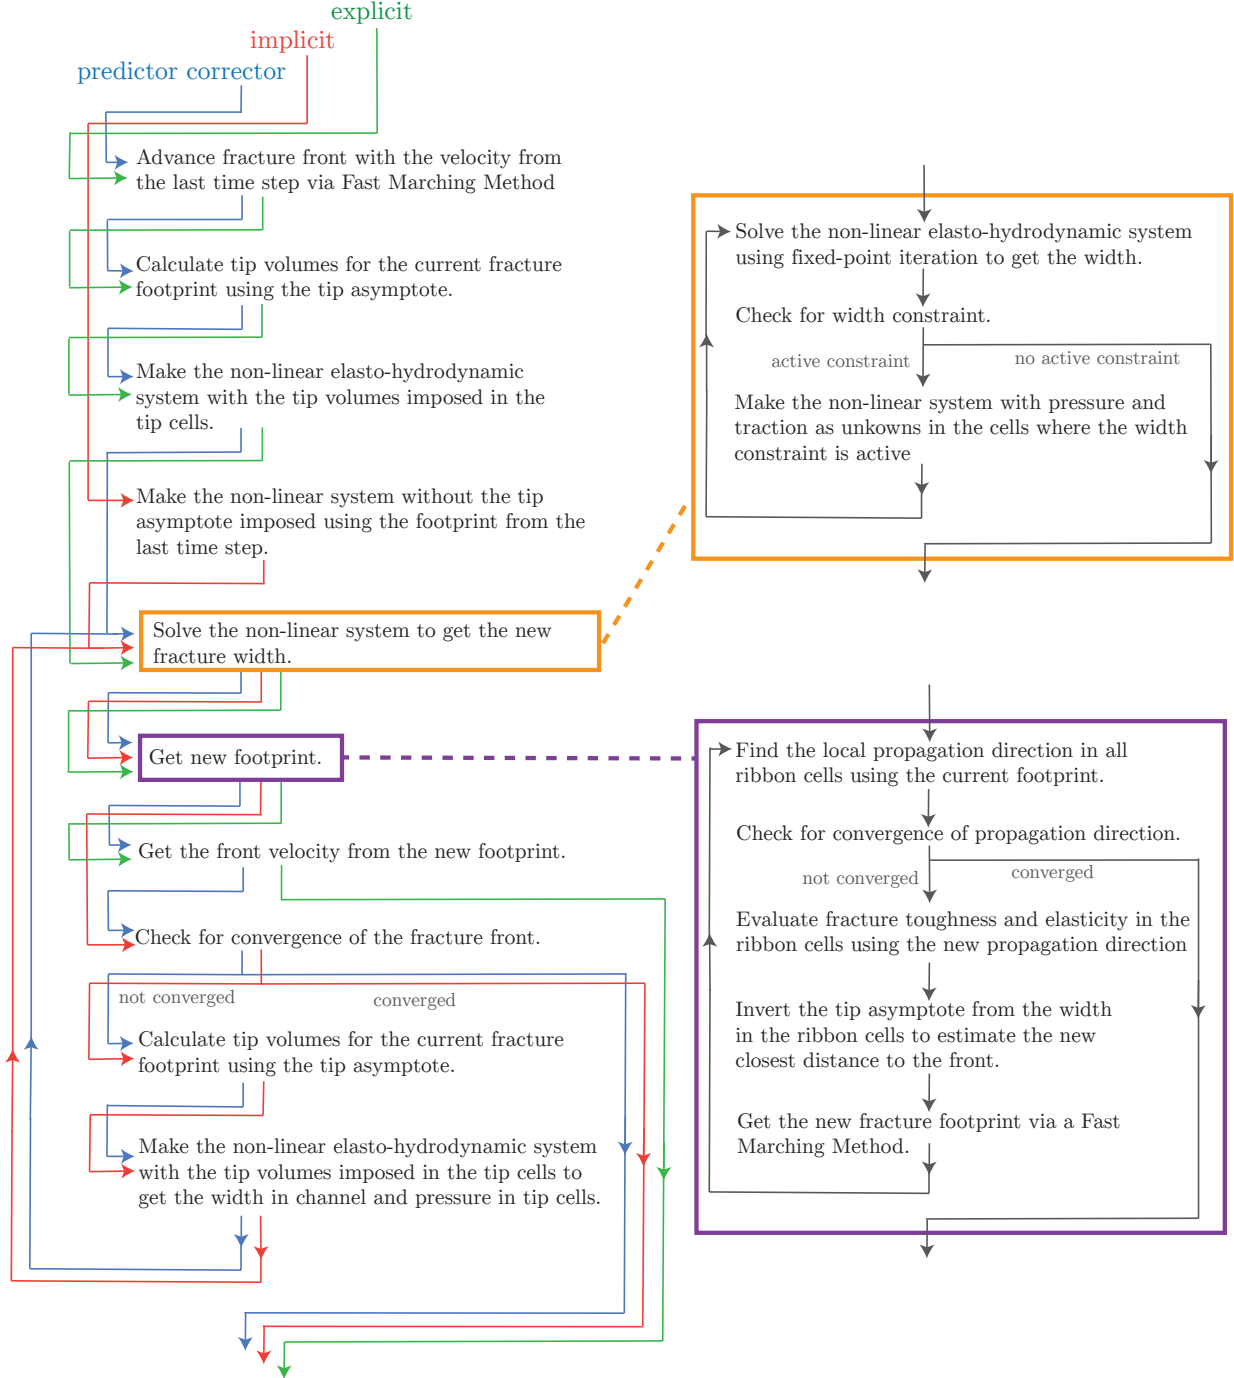 explicit
implicit
predictor corrector
Advance fracture front with the velocity from
the last time step via Fast Marching Method
Calculate tip volumes for the current fracture
footprint using the tip asymptote.
Make the non-linear elasto-hydrodynamic
system with the tip volumes imposed in the
tip cells.
Make the non-linear system without the tip
asymptote imposed using the footprint from the
last time step.
Solve the non-linear system to get the new
fracture width.
Get new footprint.
Get the front velocity from the new footprint.
Check for convergence of the fracture front.
not converged
converged
Calculate tip volumes for the current fracture
footprint using the tip asymptote.
Make the non-linear elasto-hydrodynamic system
with the tip volumes imposed in the tip cells to
get the width in channel and pressure in tip cells.
Solve the non-linear elasto-hydrodynamic system
using fixed-point iteration to get the width.
Check for width constraint.
active constraint
no active constraint
Make the non-linear system with pressure and
traction as unkowns in the cells where the width
constraint is active
Find the local propagation direction in all
ribbon cells using the current footprint.
Check for convergence of propagation direction.
not converged
converged
Evaluate fracture toughness and elasticity in the
ribbon cells using the new propagation direction
Invert the tip asymptote from the width
in the ribbon cells to estimate the new
closest distance to the front.
Get the new fracture footprint via a Fast
Marching Method.